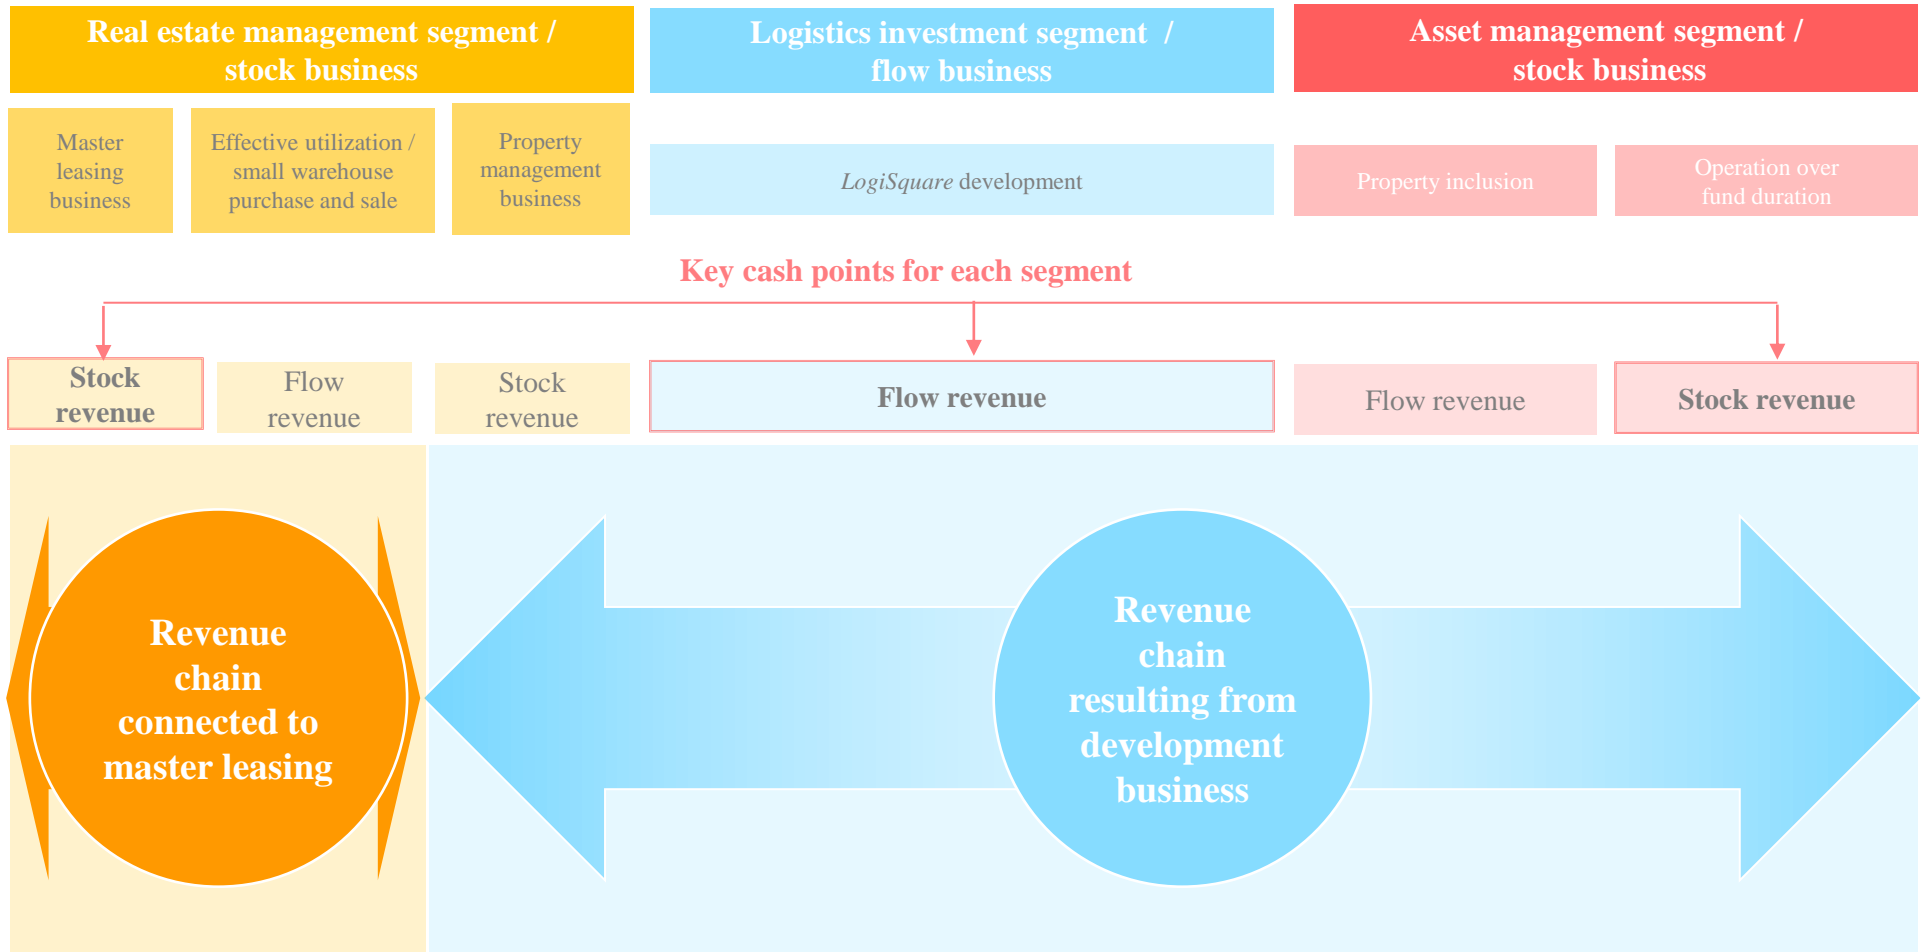 Real estate management segment /
stock business
Logistics investment segment /
flow business
Asset management segment /
stock business
Master
leasing
business
Effective utilization /
small warehouse
purchase and sale
Property
management
business
LogiSquare development
Property inclusion
Operation over
fund duration
Key cash points for each segment
Stock
revenue
Flow
revenue
Stock
revenue
Flow revenue
Flow revenue
Stock revenue
Revenue
chain
connected to
master leasing
Revenue
chain
resulting from
development
business